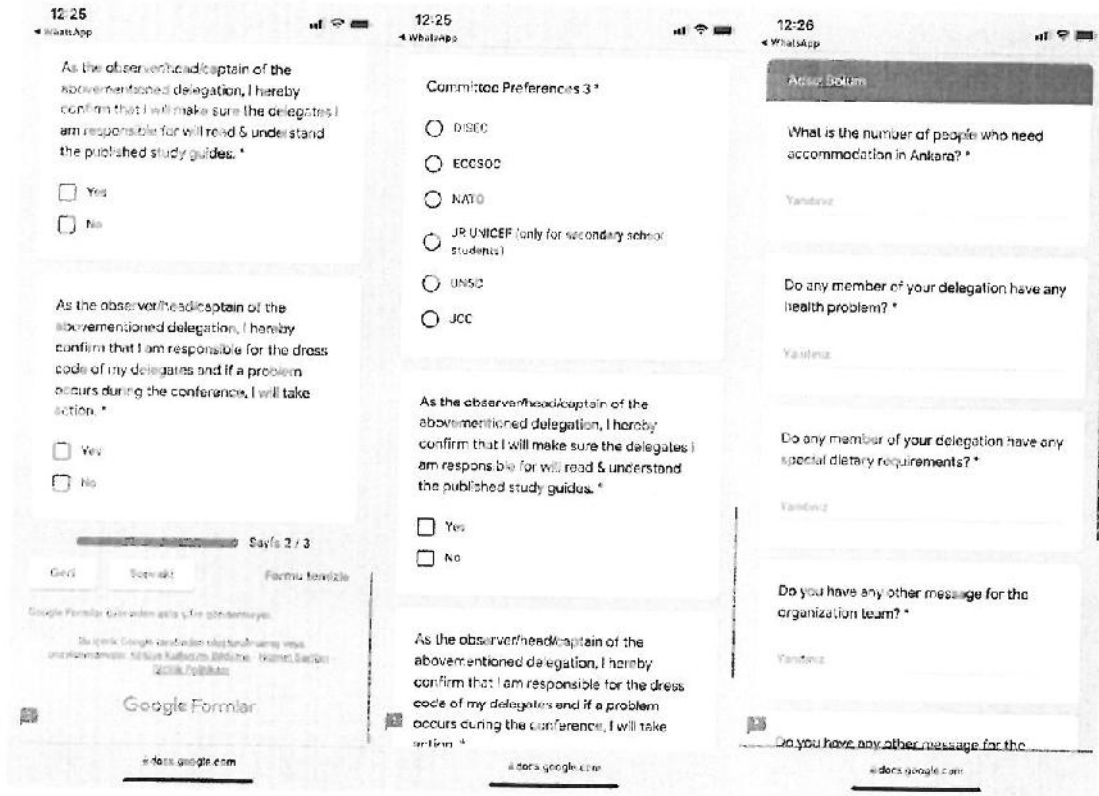 12:25
WhatsApp
As the observer/head/captain of the
abovementioned delegation, I hereby
confirm that I will make sure the delegates I
am responsible for will read & understand
the published study guides. *
Yes
No
As the observer/head/captain of the
abovementioned delegation, I hereby
confirm that I am responsible for the dress
code of my delegates and if a problem
occurs during the conference, I will take
action. *
Yes
No
Sayfa 2 / 3
Geri
Sonraki
Formu temizle
Google Formlar üzerinden asla şifre göndermeyin.
Google Formlar
docs.google.com
12:25
WhatsApp
Committee Preferences 3 *
DISEC
ECOSOC
NATO
JR UNICEF (only for secondary school
students)
UNSC
JCC
As the observer/head/captain of the
abovementioned delegation, I hereby
confirm that I will make sure the delegates I
am responsible for will read & understand
the published study guides. *
Yes
No
As the observer/head/captain of the
abovementioned delegation, I hereby
confirm that I am responsible for the dress
code of my delegates and if a problem
occurs during the conference, I will take
action. *
docs.google.com
12:26
WhatsApp
Adsız Bölüm
What is the number of people who need
accommodation in Ankara? *
Yanıtınız
Do any member of your delegation have any
health problem? *
Yanıtınız
Do any member of your delegation have any
special dietary requirements? *
Yanıtınız
Do you have any other message for the
organization team? *
Yanıtınız
Do you have any other message for the
docs.google.com